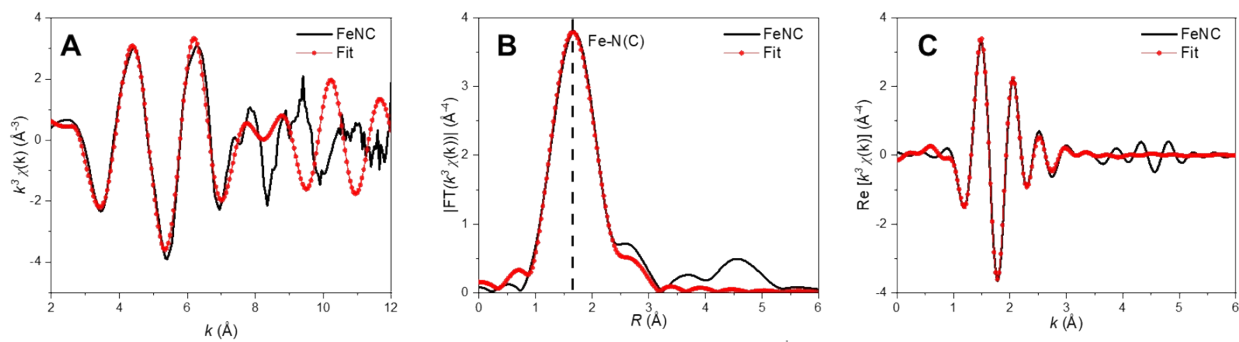 A
FeNC
Fit
k³ χ(k) (Å⁻³)
4
2
0
-2
-4
2
4
6
8
10
12
k (Å)
B
FeNC
Fit
Fe-N(C)
|FT(k³ χ(k))| (Å⁻⁴)
4
3
2
1
0
0
1
2
3
4
5
6
R (Å)
C
FeNC
Fit
Re [k³ χ(k)] (Å⁻⁴)
4
2
0
-2
-4
0
1
2
3
4
5
6
k (Å)